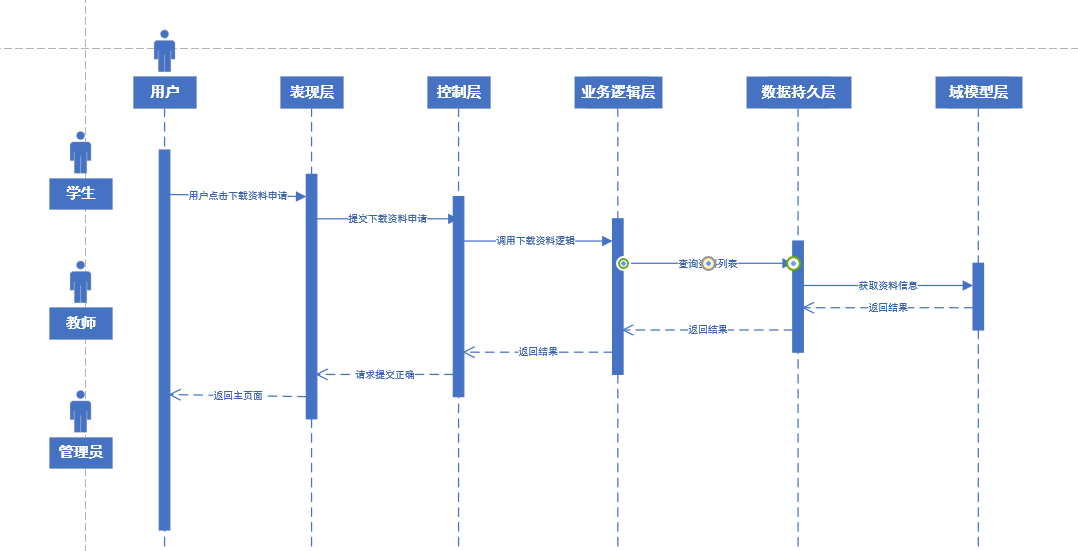 用户
表现层
控制层
业务逻辑层
数据持久层
域模型层
学生
用户点击下载资料申请
提交下载资料申请
调用下载资料逻辑
查询 列表
获取资料信息
返回结果
教师
返回结果
返回结果
请求提交正确
返回主页面
管理员